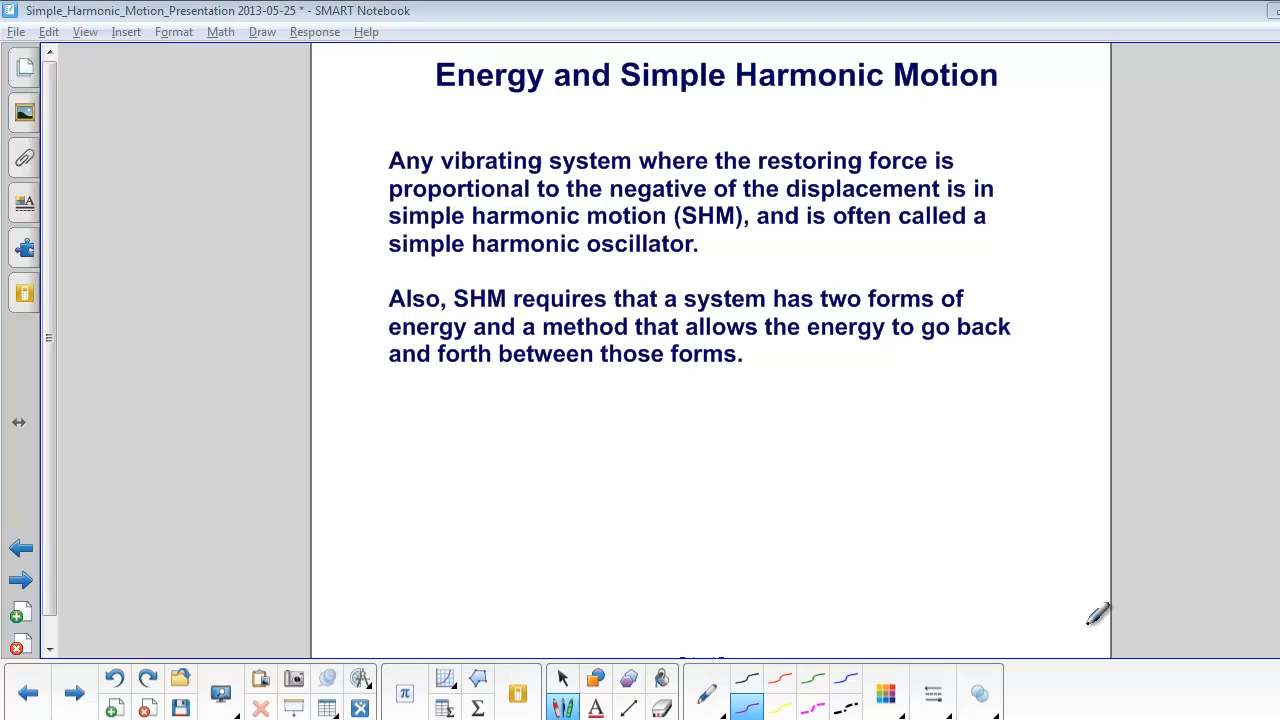 Simple_Harmonic_Motion_Presentation 2013-05-25 * - SMART Notebook
File Edit View Insert Format Math Draw Response Help
Energy and Simple Harmonic Motion
Any vibrating system where the restoring force is
proportional to the negative of the displacement is in
simple harmonic motion (SHM), and is often called a
simple harmonic oscillator.
Also, SHM requires that a system has two forms of
energy and a method that allows the energy to go back
and forth between those forms.